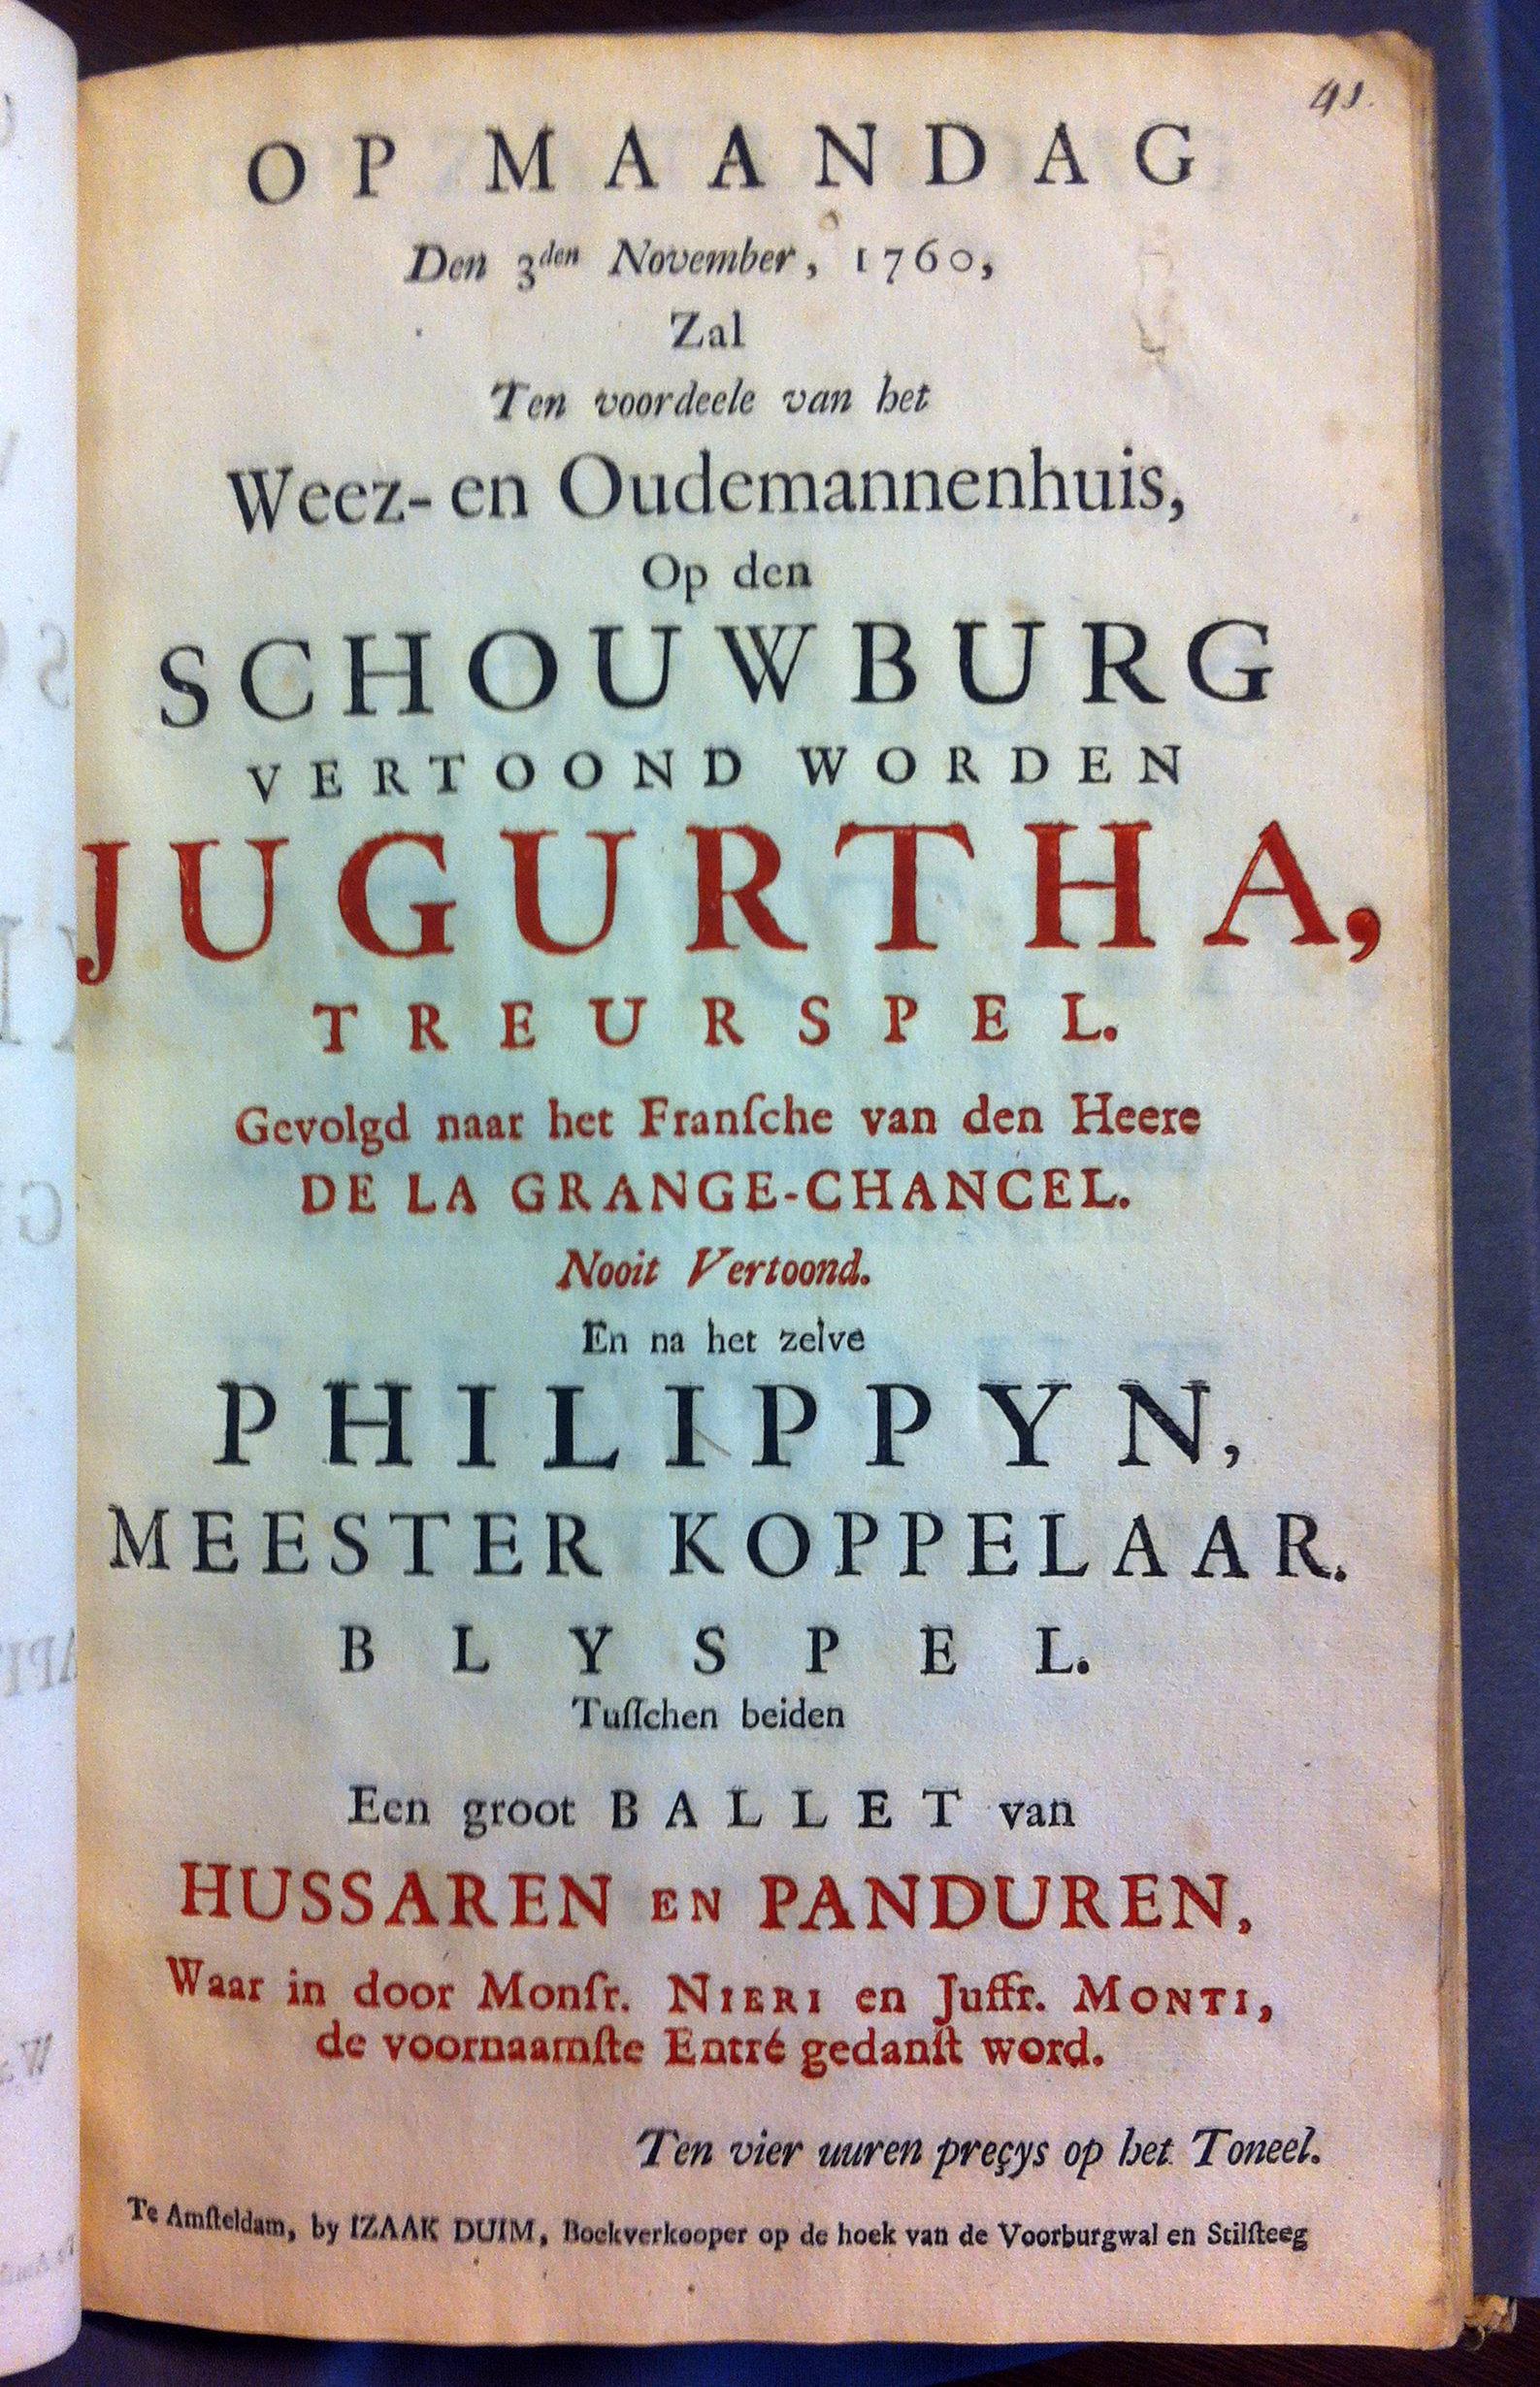 41.
OP MAANDAG
Den 3den November, 1760,
Zal
Ten voordeele van het
Weez- en Oudemannenhuis,
Op den
SCHOUWBURG
VERTOOND WORDEN
JUGURTHA,
TREURSPEL.
Gevolgd naar het Franſche van den Heere
DE LA GRANGE-CHANCEL.
Nooit Vertoond.
En na het zelve
PHILIPPYN,
MEESTER KOPPELAAR.
BLYSPEL.
Tuſſchen beiden
Een groot BALLET van
HUSSAREN EN PANDUREN,
Waar in door Monſr. NIERI en Juffr. MONTI,
de voornaamſte Entré gedanſt word.
Ten vier uuren preçys op het Toneel.
Te Amſteldam, by IZAAK DUIM, Boekverkooper op de hoek van de Voorburgwal en Stilſteeg